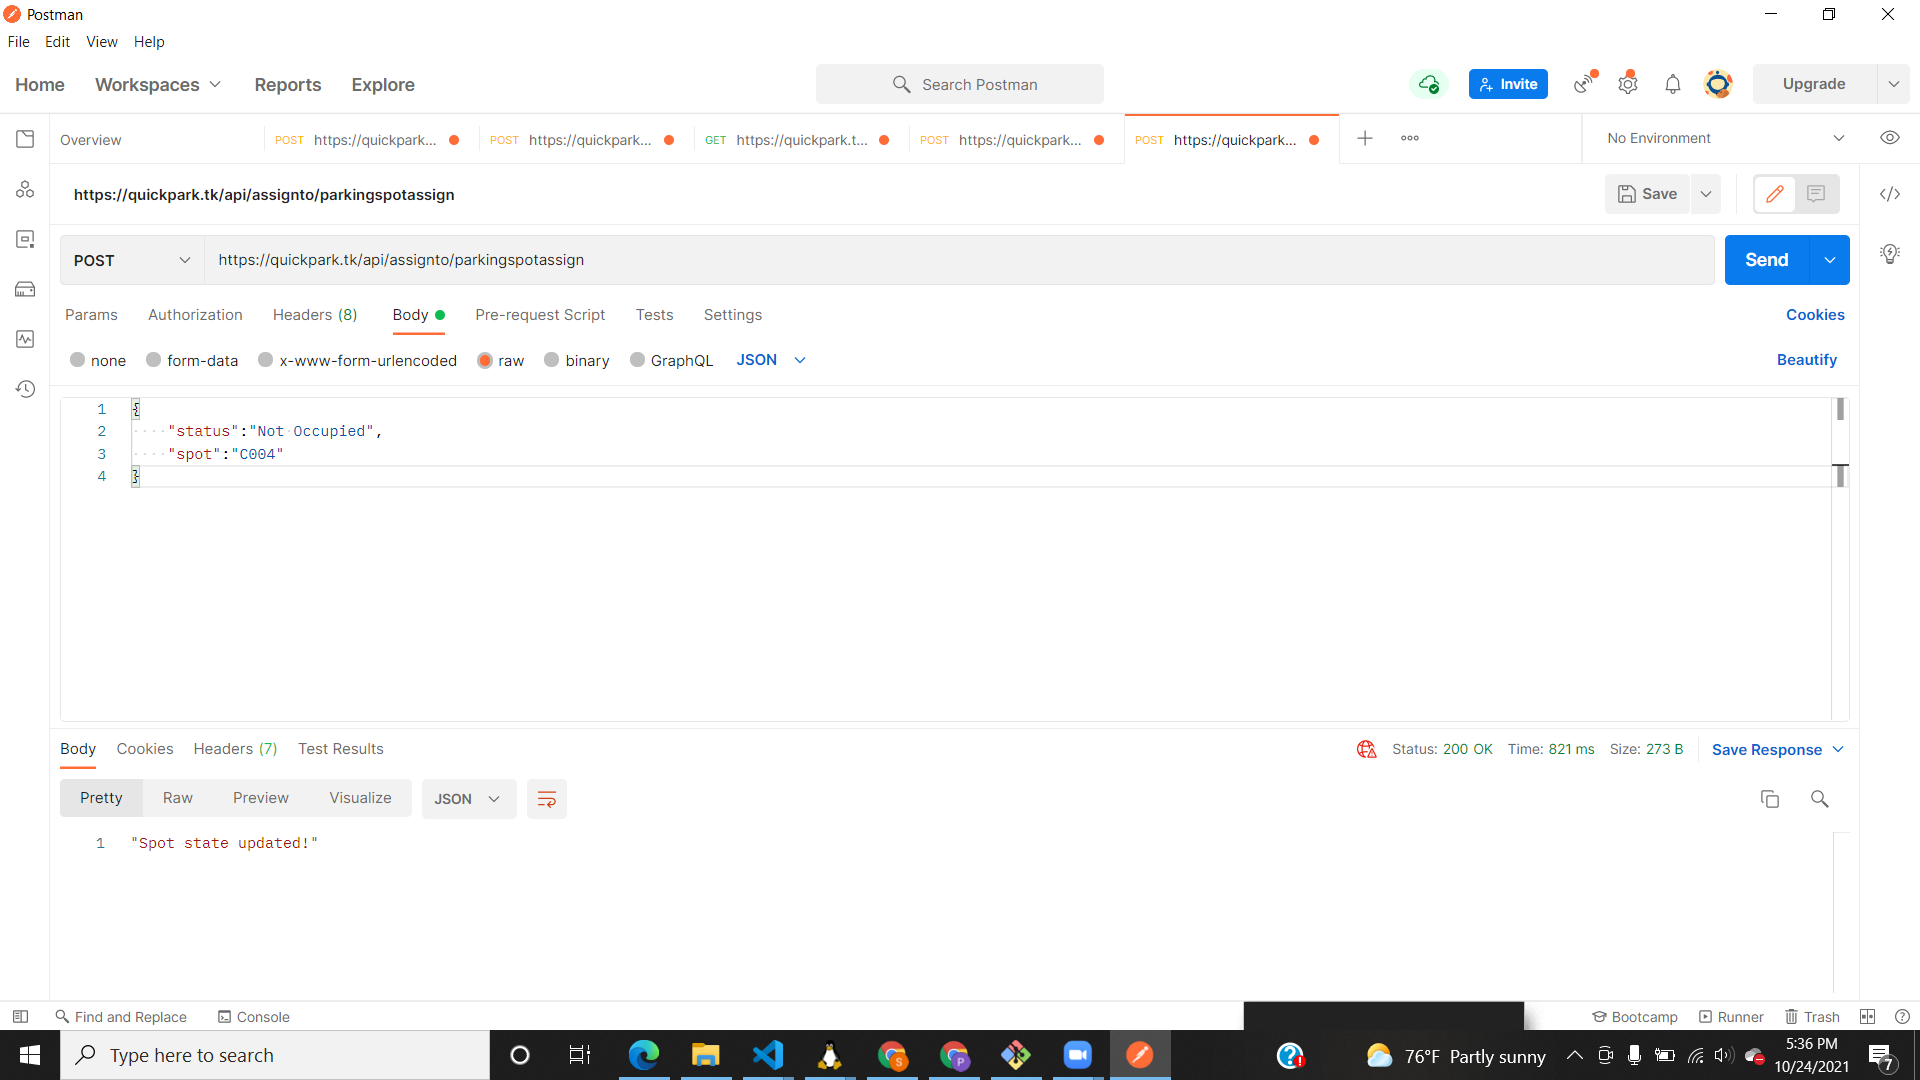 Postman
File Edit View Help
Home Workspaces Reports Explore Search Postman Invite Upgrade
Overview POST https://quickpark... POST https://quickpark... GET https://quickpark.t... POST https://quickpark... POST https://quickpark... No Environment
https://quickpark.tk/api/assignto/parkingspotassign Save
POST https://quickpark.tk/api/assignto/parkingspotassign Send
Params Authorization Headers (8) Body Pre-request Script Tests Settings Cookies
none form-data x-www-form-urlencoded raw binary GraphQL JSON Beautify
1 {
2 "status":"Not Occupied",
3 "spot":"C004"
4 }
Body Cookies Headers (7) Test Results Status: 200 OK Time: 821 ms Size: 273 B Save Response
Pretty Raw Preview Visualize JSON
1 "Spot state updated!"
Find and Replace Console Bootcamp Runner Trash
Type here to search S P 76°F Partly sunny 5:36 PM
10/24/2021 7